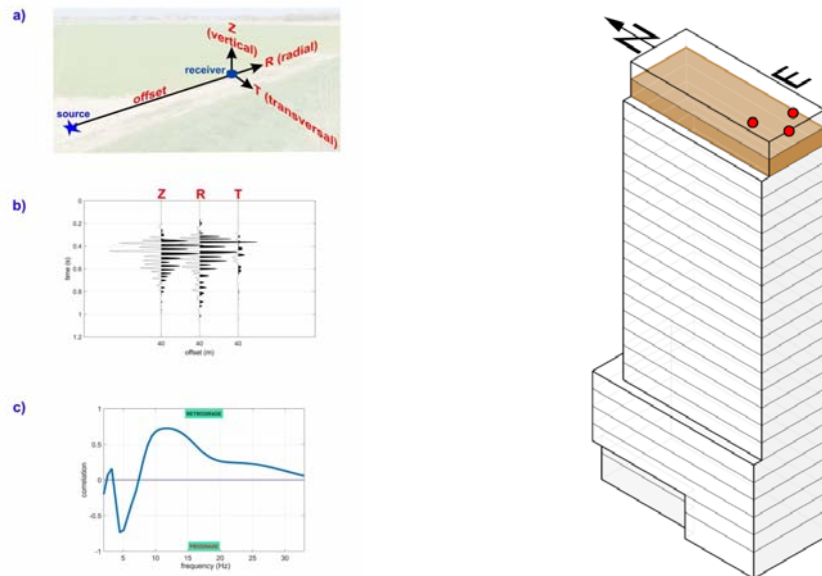 a)
Z
(vertical)
receiver
R (radial)
T (transversal)
offset
source
b)
Z R T
0
0.2
0.4
0.6
0.8
1
1.2
time (s)
40 40 40
offset (m)
c)
RETROGRADE
1
0.5
0
-0.5
-1
correlation
PROGRADE
5 10 15 20 25 30
frequency (Hz)
N
E